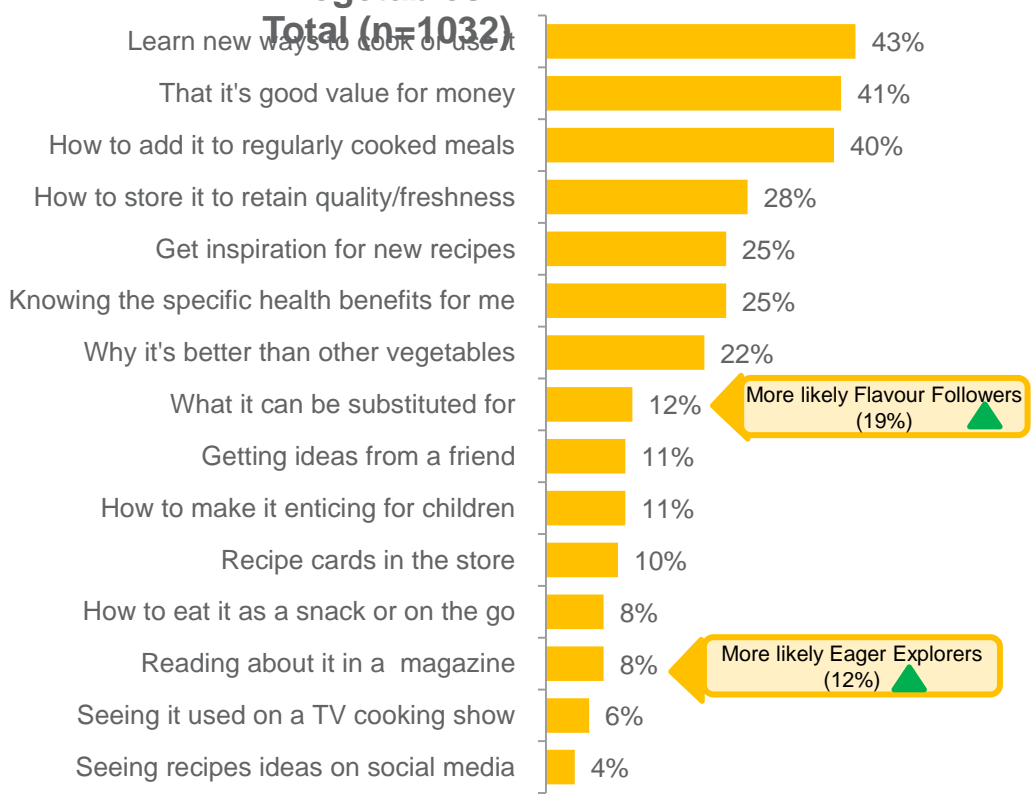 Total (n=1032)
Learn new ways to cook or use it 43%
That it's good value for money 41%
How to add it to regularly cooked meals 40%
How to store it to retain quality/freshness 28%
Get inspiration for new recipes 25%
Knowing the specific health benefits for me 25%
Why it's better than other vegetables 22%
What it can be substituted for 12%
More likely Flavour Followers
(19%)
Getting ideas from a friend 11%
How to make it enticing for children 11%
Recipe cards in the store 10%
How to eat it as a snack or on the go 8%
Reading about it in a magazine 8%
More likely Eager Explorers
(12%)
Seeing it used on a TV cooking show 6%
Seeing recipes ideas on social media 4%